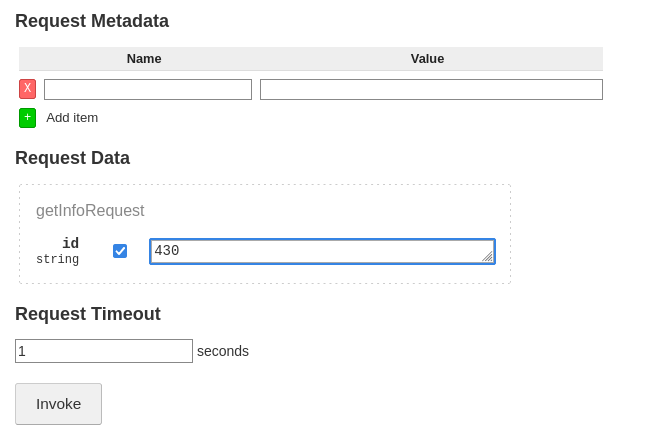 Request Metadata
Name Value
X
+ Add item
Request Data
getInfoRequest
id
string
430
Request Timeout
1 seconds
Invoke